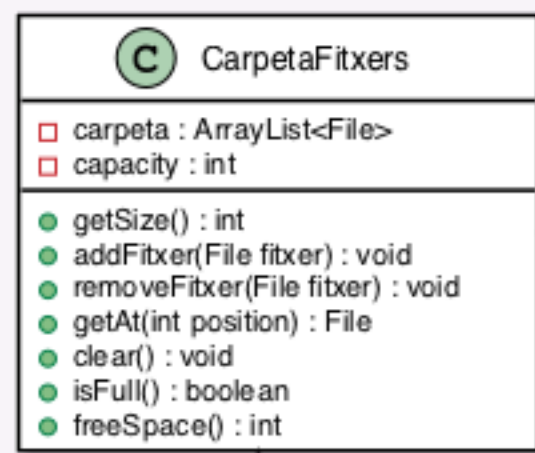 C CarpetaFitxers
carpeta : ArrayList<File>
capacity : int
getSize() : int
addFitxer(File fitxer) : void
removeFitxer(File fitxer) : void
getAt(int position) : File
clear() : void
isFull() : boolean
freeSpace() : int